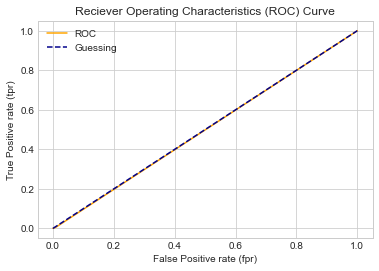 Reciever Operating Characteristics (ROC) Curve
ROC
Guessing
True Positive rate (tpr)
1.0
0.8
0.6
0.4
0.2
0.0
0.0 0.2 0.4 0.6 0.8 1.0
False Positive rate (fpr)